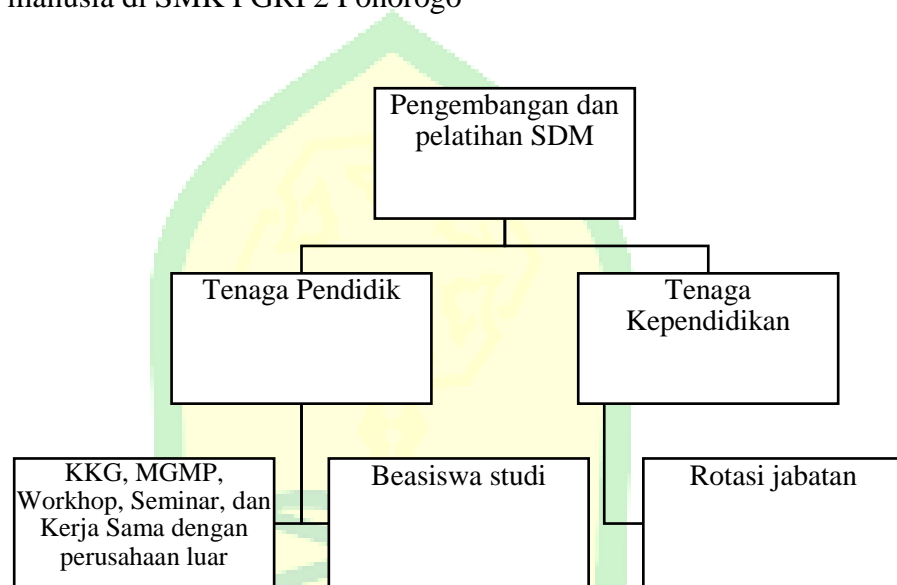 manusia di SMK PGRI 2 Ponorogo
Pengembangan dan
pelatihan SDM
Tenaga Pendidik
Tenaga
Kependidikan
KKG, MGMP,
Workhop, Seminar, dan
Kerja Sama dengan
perusahaan luar
Beasiswa studi
Rotasi jabatan